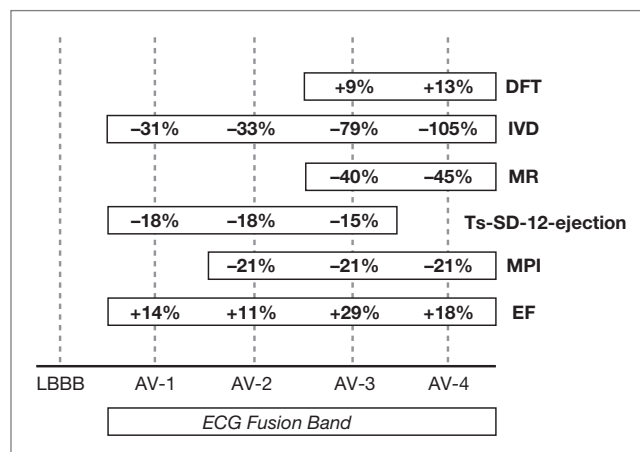 +9% +13% DFT
–31% –33% –79% –105% IVD
–40% –45% MR
–18% –18% –15% Ts-SD-12-ejection
–21% –21% –21% MPI
+14% +11% +29% +18% EF
LBBB AV-1 AV-2 AV-3 AV-4
ECG Fusion Band